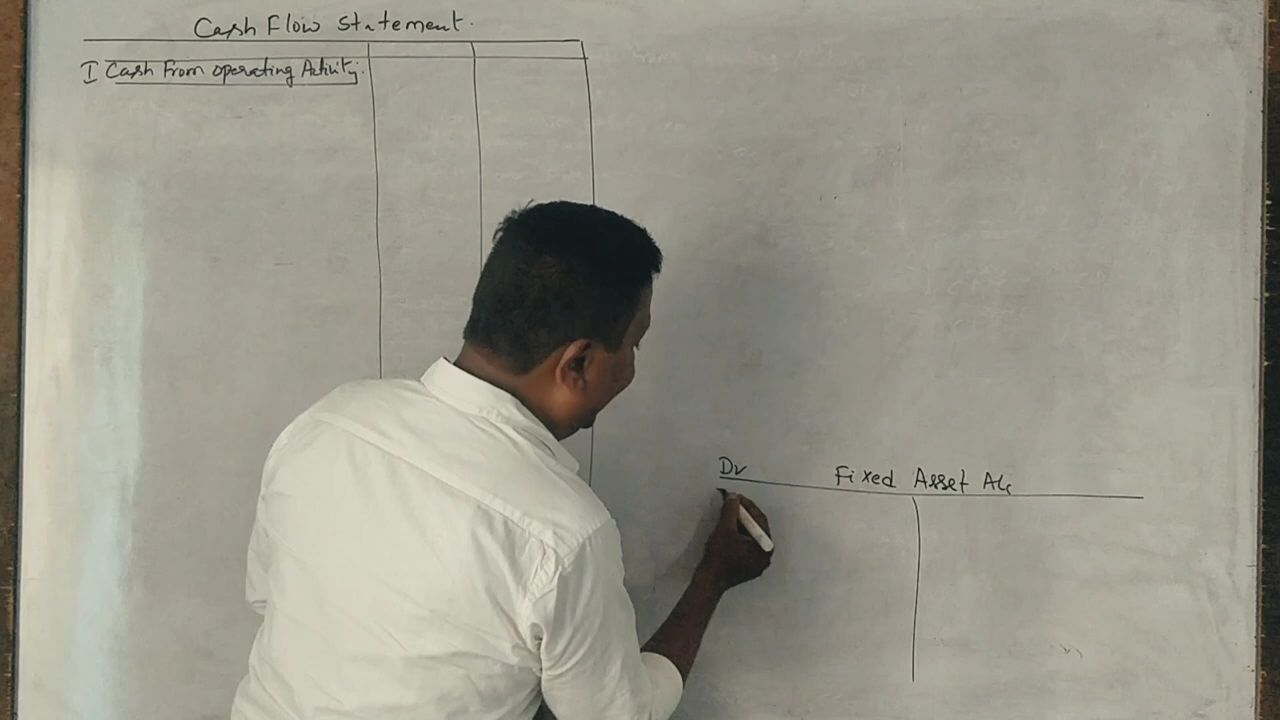 Cash Flow Statement.
I Cash From operating Activity:
Dr Fixed Asset A/c